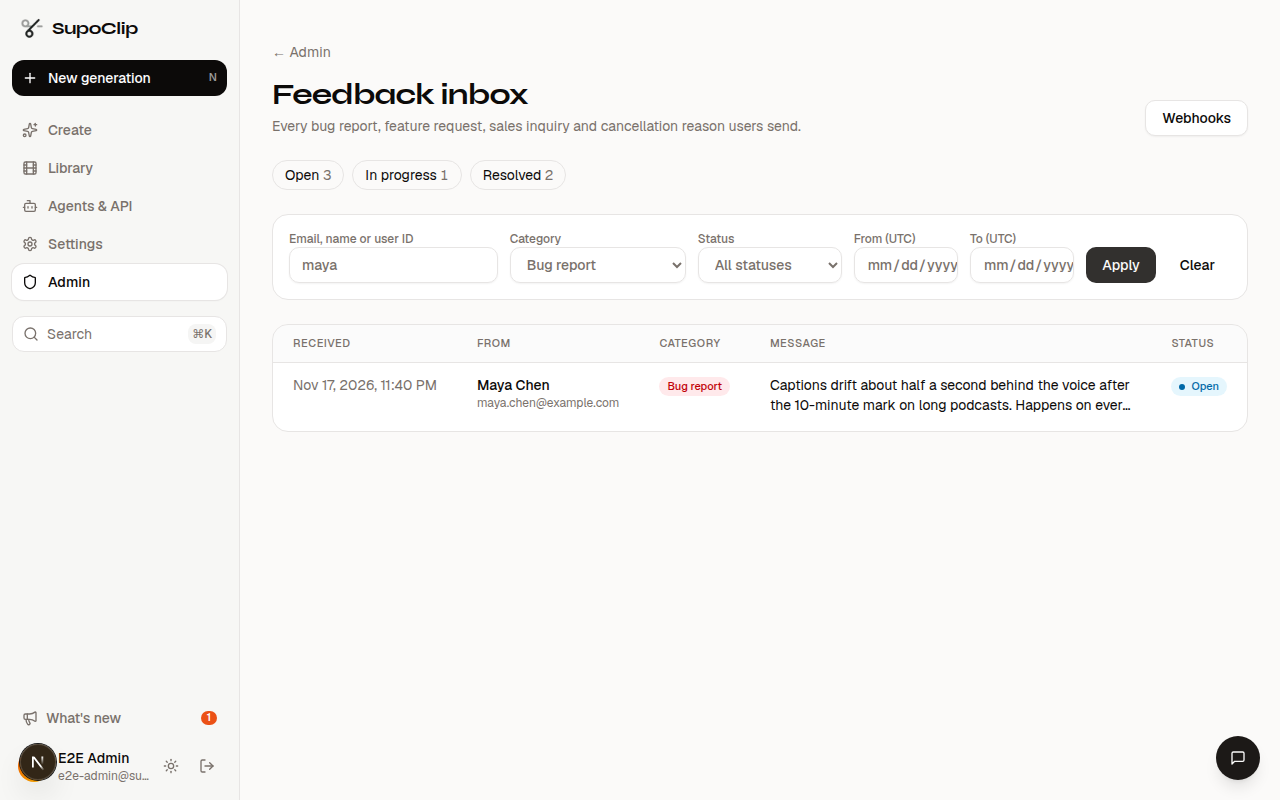 SupoClip
New generation N
Create
Library
Agents & API
Settings
Admin
Search ⌘K
What's new 1
N
E2E Admin
e2e-admin@su...
← Admin
Feedback inbox
Every bug report, feature request, sales inquiry and cancellation reason users send.
Webhooks
Open 3 In progress 1 Resolved 2
Email, name or user ID Category Status From (UTC) To (UTC)
maya Bug report All statuses mm/dd/yyyy mm/dd/yyyy Apply Clear
RECEIVED FROM CATEGORY MESSAGE STATUS
Nov 17, 2026, 11:40 PM Maya Chen Bug report Captions drift about half a second behind the voice after Open
maya.chen@example.com the 10-minute mark on long podcasts. Happens on ever...